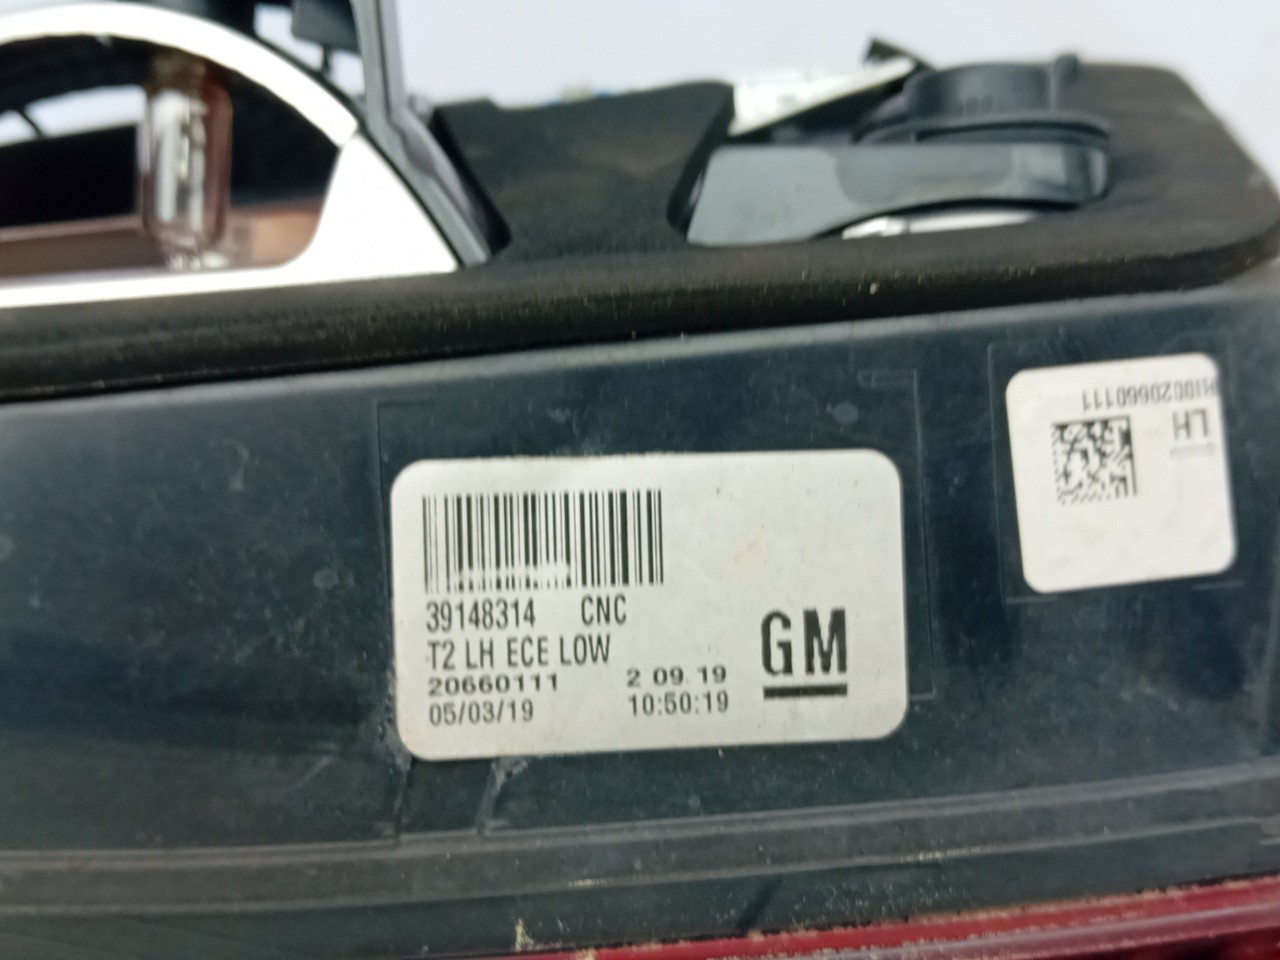 39148314 CNC
T2 LH ECE LOW
20660111 2 09.19
05/03/19 10:50:19
GM
LH